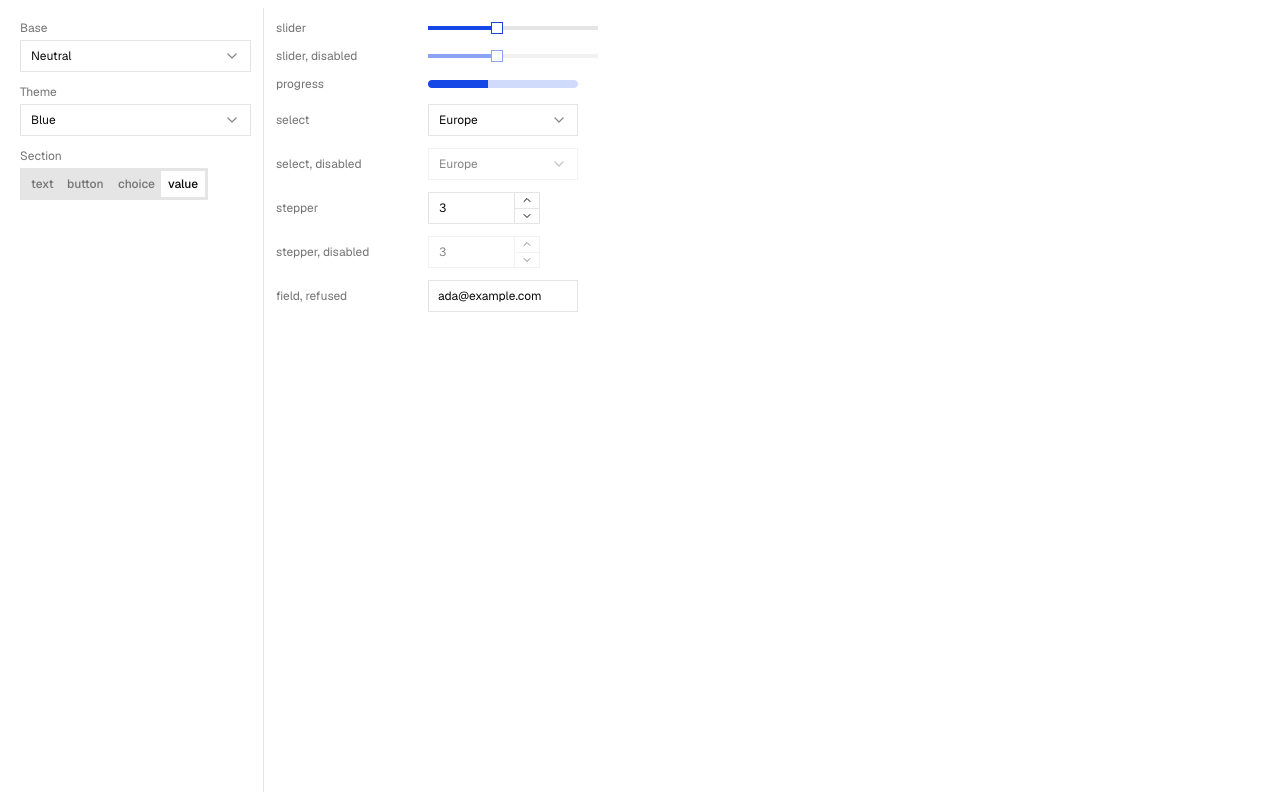 Base
Neutral
Theme
Blue
Section
text button choice value
slider
slider, disabled
progress
select
Europe
select, disabled
Europe
stepper
3
stepper, disabled
3
field, refused
ada@example.com